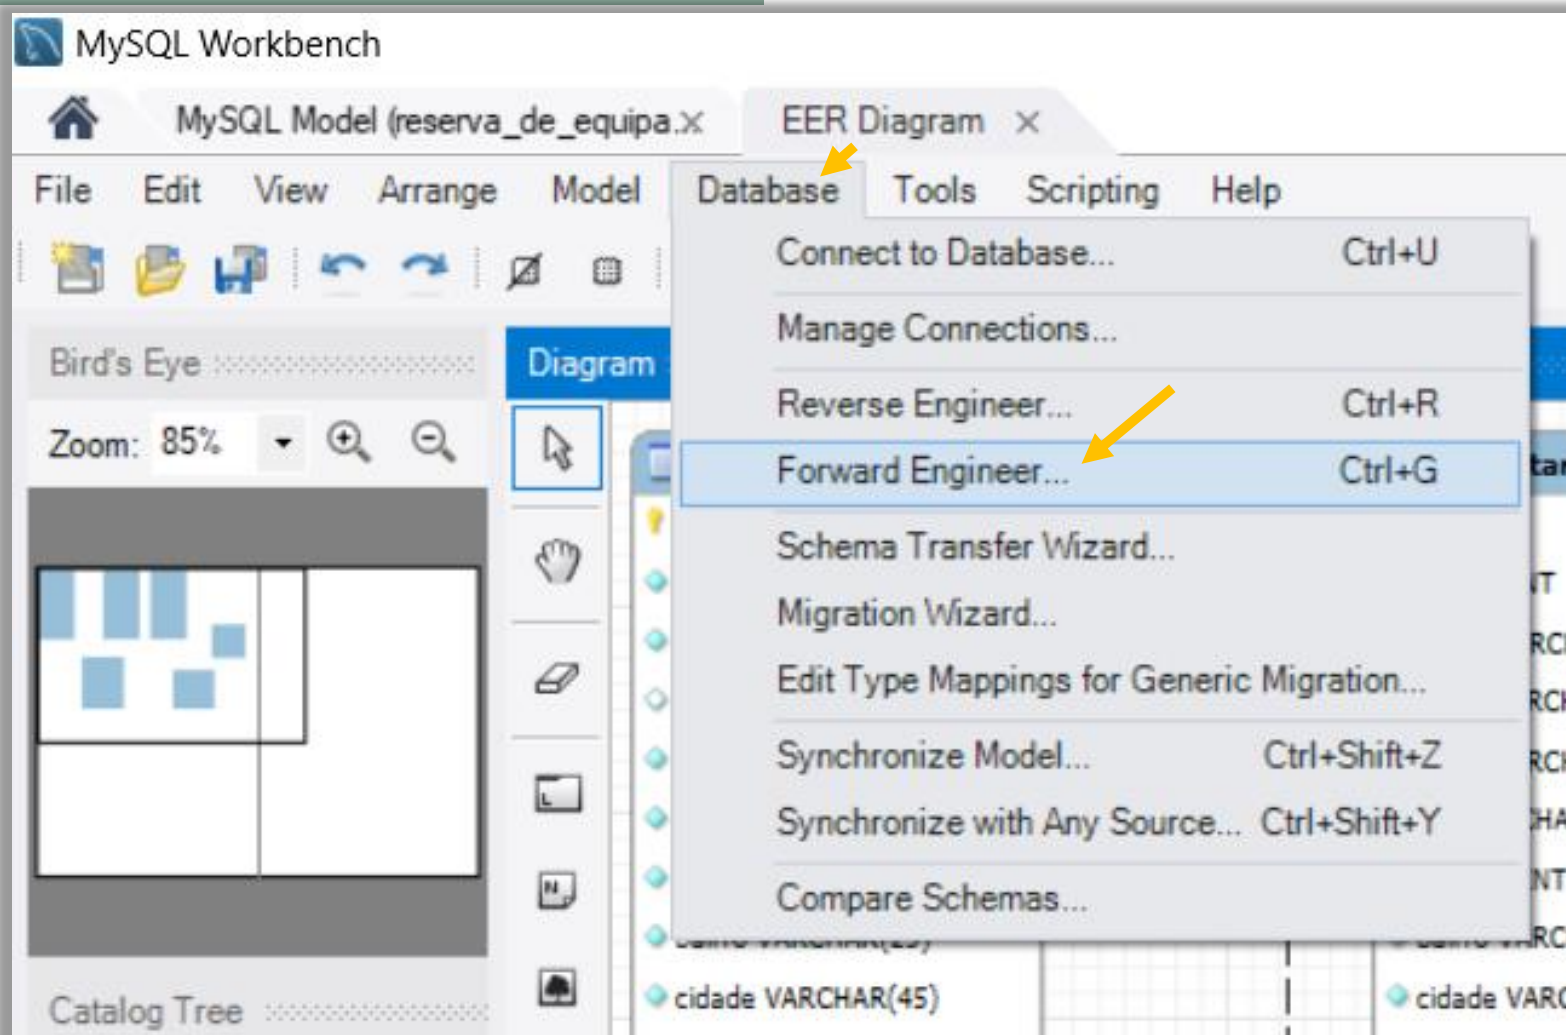 MySQL Workbench
MySQL Model (reserva_de_equipa.×
EER Diagram ×
File Edit View Arrange Model Database Tools Scripting Help
Connect to Database... Ctrl+U
Manage Connections...
Bird's Eye
Diagram
Reverse Engineer... Ctrl+R
Zoom: 85%
Forward Engineer... Ctrl+G
Schema Transfer Wizard...
Migration Wizard...
Edit Type Mappings for Generic Migration...
Synchronize Model... Ctrl+Shift+Z
Synchronize with Any Source... Ctrl+Shift+Y
Compare Schemas...
cidade VARCHAR(45)
cidade
Catalog Tree